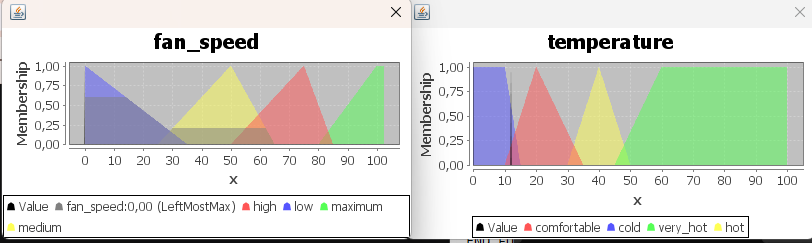 fan_speed
Membership
1,00
0,75
0,50
0,25
0,00
0 10 20 30 40 50 60 70 80 90 100
x
Value fan_speed:0,00 (LeftMostMax) high low maximum
medium
temperature
Membership
1,00
0,75
0,50
0,25
0,00
0 10 20 30 40 50 60 70 80 90 100
x
Value comfortable cold very_hot hot